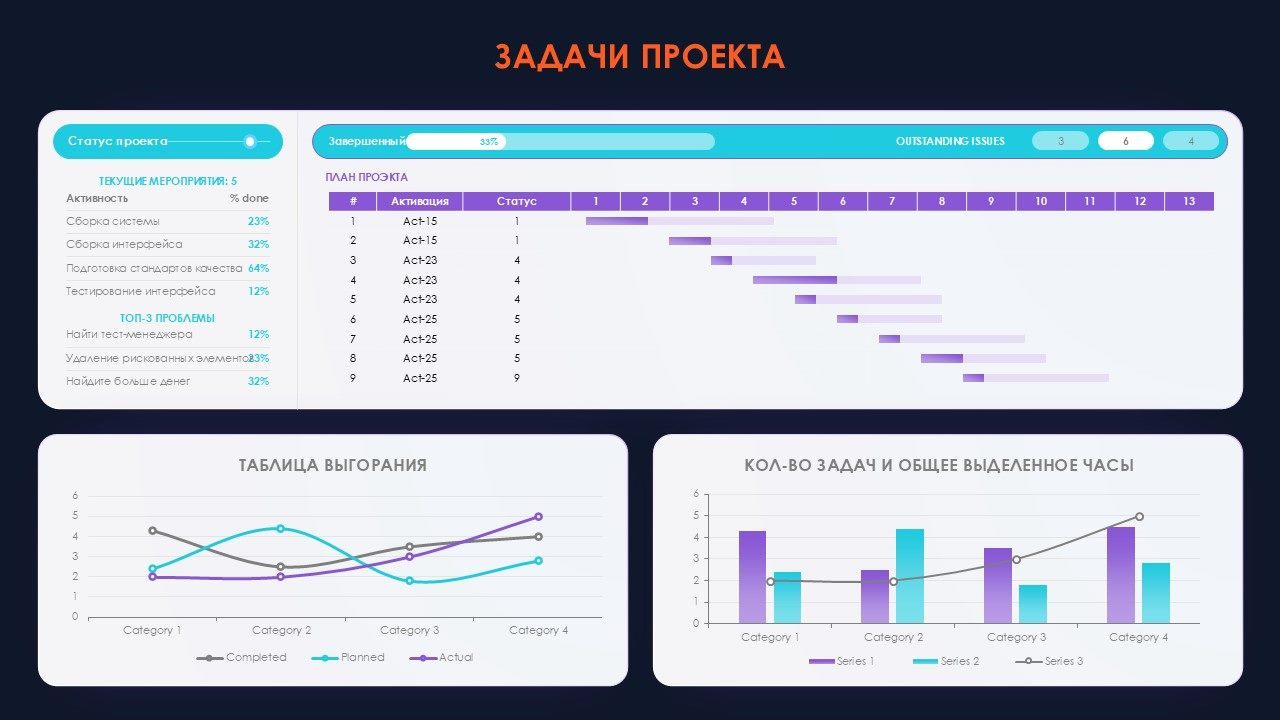 ЗАДАЧИ ПРОЕКТА
Статус проекта
ТЕКУЩИЕ МЕРОПРИЯТИЯ: 5
Активность % done
Сборка системы 23%
Сборка интерфейса 32%
Подготовка стандартов качества 64%
Тестирование интерфейса 12%
ТОП-3 ПРОБЛЕМЫ
Найти тест-менеджера 12%
Удаление рискованных элементов 23%
Найдите больше денег 32%
Завершенный 33% OUTSTANDING ISSUES 3 6 4
ПЛАН ПРОЭКТА
# Активация Статус 1 2 3 4 5 6 7 8 9 10 11 12 13
1 Act-15 1
2 Act-15 1
3 Act-23 4
4 Act-23 4
5 Act-23 4
6 Act-25 5
7 Act-25 5
8 Act-25 5
9 Act-25 9
ТАБЛИЦА ВЫГОРАНИЯ
6
5
4
3
2
1
0
Category 1 Category 2 Category 3 Category 4
Completed Planned Actual
КОЛ-ВО ЗАДАЧ И ОБЩЕЕ ВЫДЕЛЕННОЕ ЧАСЫ
6
5
4
3
2
1
0
Category 1 Category 2 Category 3 Category 4
Series 1 Series 2 Series 3